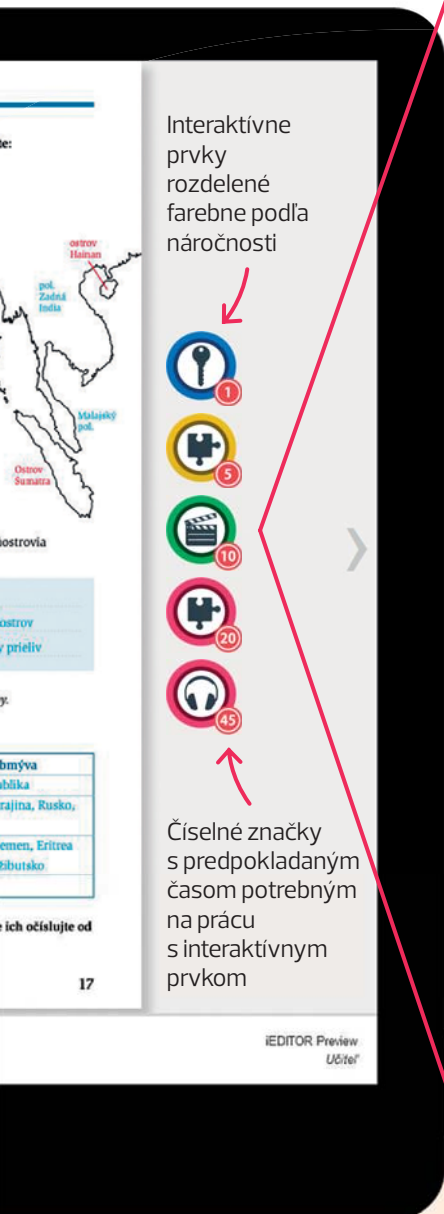 te:
ostrov
Hainan
pol.
Zadná
India
Malajský
pol.
Ostrov
Sumatra
ostrov
prieliv
y.
bmýva
ublika
rajina, Rusko,
emen, Eritrea
žibutsko
ich očíslujte od
17
Interaktívne
prvky
rozdelené
farebne podľa
náročnosti
1
5
10
20
45
Číselné značky
s predpokladaným
časom potrebným
na prácu
s interaktívnym
prvkom
iEDITOR Preview
Učiteľ